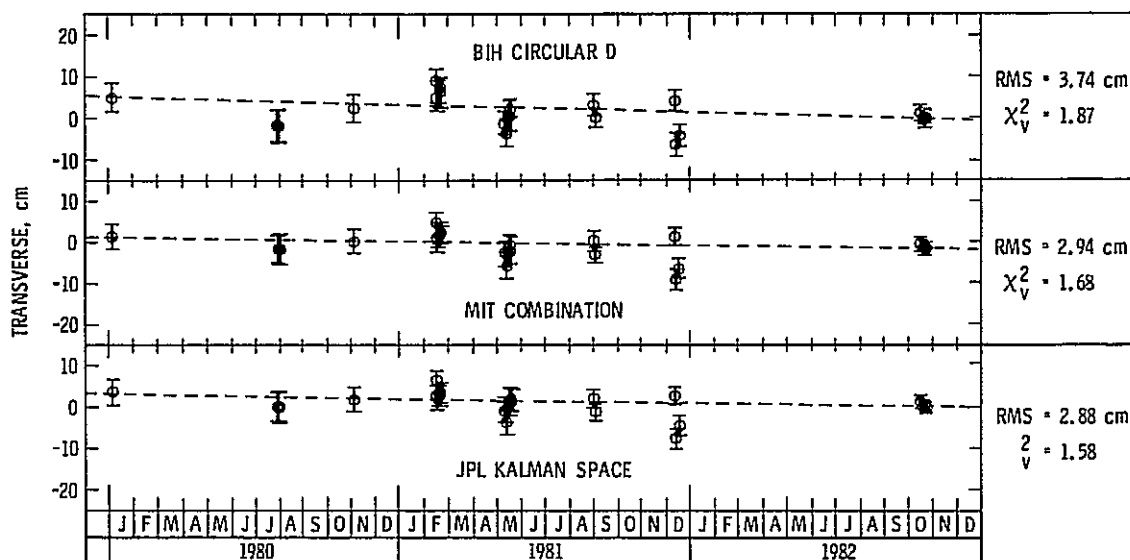 25
20
BIH CIRCULAR D
10
0
-10
RMS = 3.74 cm
χ²ᵥ = 1.87
TRANSVERSE, cm
10
0
-10
-20
MIT COMBINATION
RMS = 2.94 cm
χ²ᵥ = 1.68
10
0
-10
-20
JPL KALMAN SPACE
RMS = 2.88 cm
²ᵥ = 1.58
J F M A M J J A S O N D J F M A M J J A S O N D J F M A M J J A S O N D
1980 1981 1982